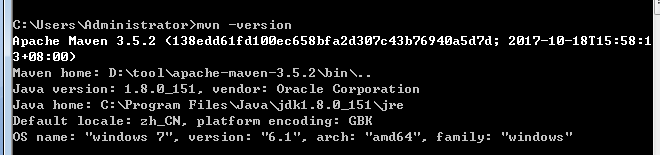 C:\Users\Administrator>mvn -version
Apache Maven 3.5.2 (138edd61fd100ec658bfa2d307c43b76940a5d7d; 2017-10-18T15:58:1
3+08:00)
Maven home: D:\tool\apache-maven-3.5.2\bin\..
Java version: 1.8.0_151, vendor: Oracle Corporation
Java home: C:\Program Files\Java\jdk1.8.0_151\jre
Default locale: zh_CN, platform encoding: GBK
OS name: "windows 7", version: "6.1", arch: "amd64", family: "windows"